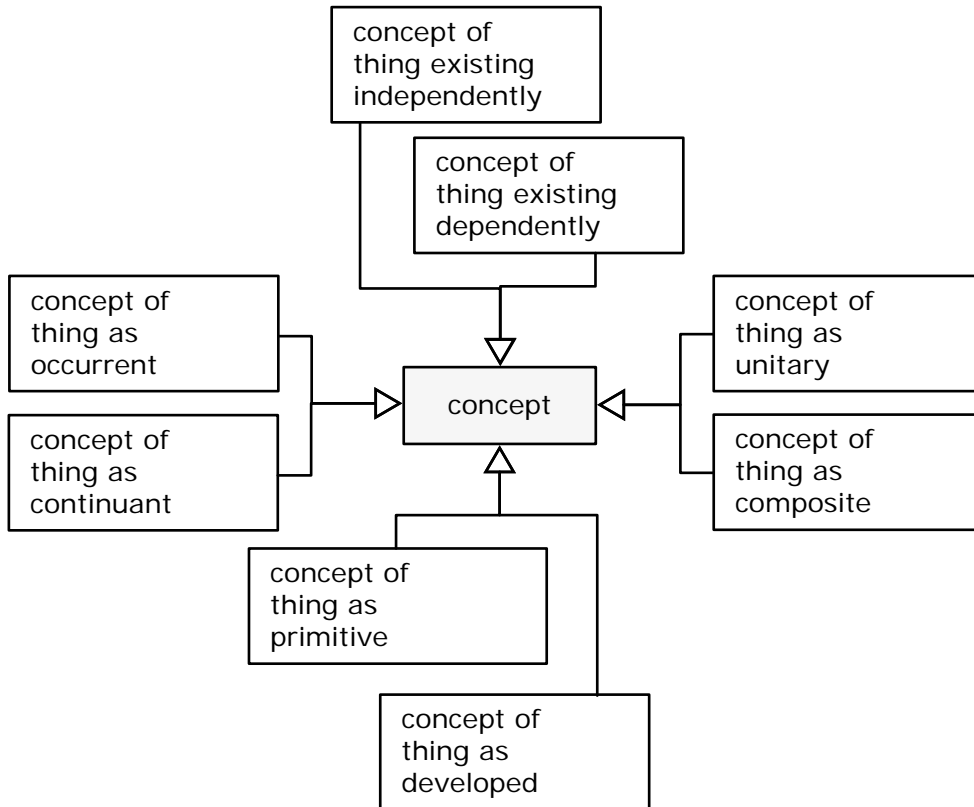 concept of
thing existing
independently
concept of
thing existing
dependently
concept of
thing as
occurrent
concept of
thing as
unitary
concept
concept of
thing as
continuant
concept of
thing as
composite
concept of
thing as
primitive
concept of
thing as
developed